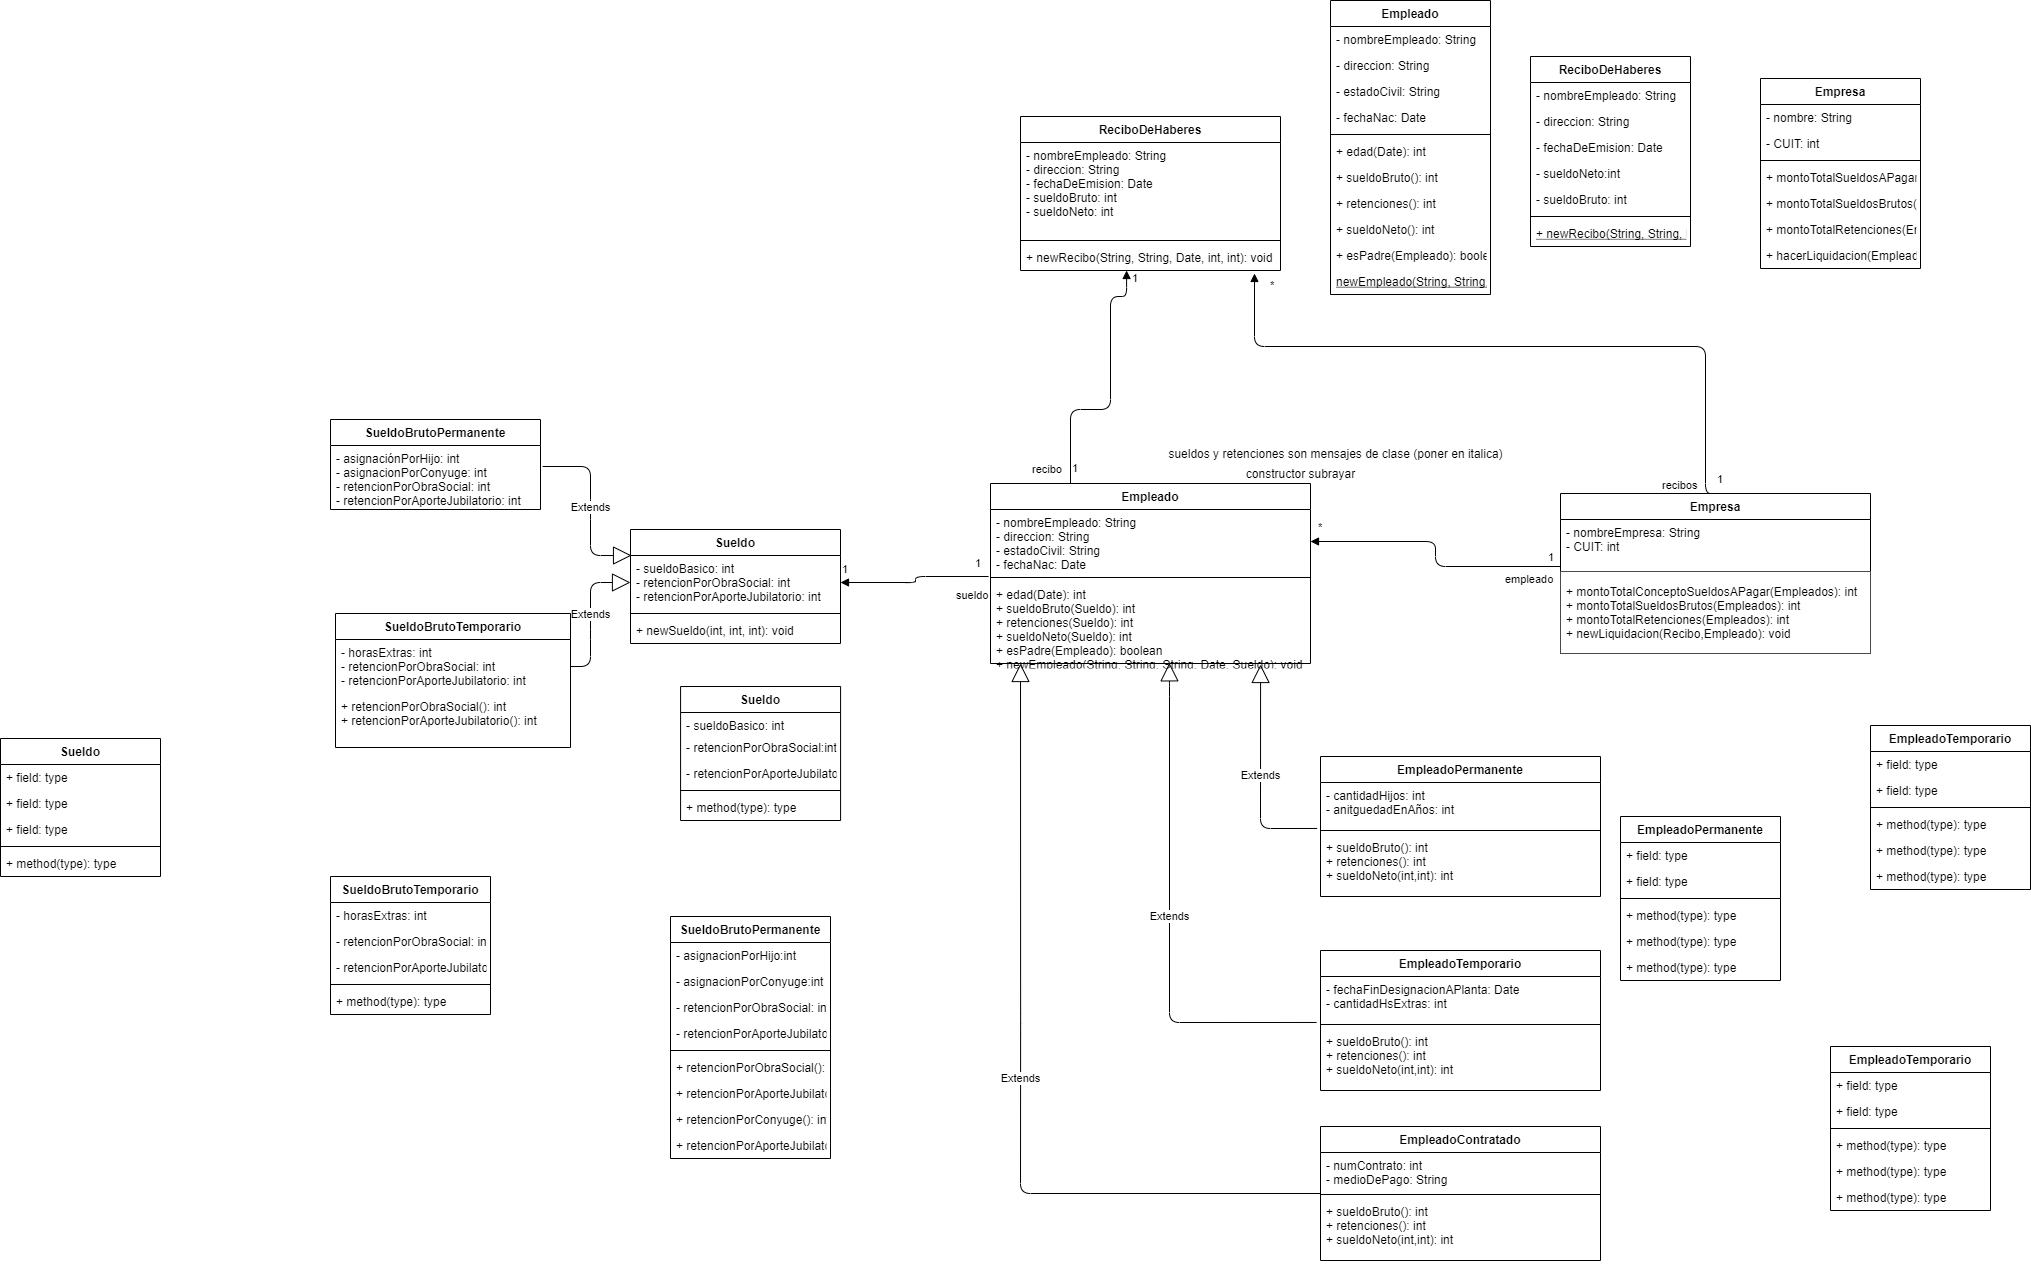 Empleado
- nombreEmpleado: String
- direccion: String
- estadoCivil: String
- fechaNac: Date
+ edad(Date): int
+ sueldoBruto(): int
+ retenciones(): int
+ sueldoNeto(): int
+ esPadre(Empleado): boole
newEmpleado(String, String
ReciboDeHaberes
- nombreEmpleado: String
- direccion: String
- fechaDeEmision: Date
- sueldoNeto:int
- sueldoBruto: int
+ newRecibo(String, String,
Empresa
- nombre: String
- CUIT: int
+ montoTotalSueldosAPagar
+ montoTotalSueldosBrutos(
+ montoTotalRetenciones(Er
+ hacerLiquidacion(Emplead
ReciboDeHaberes
- nombreEmpleado: String
- direccion: String
- fechaDeEmision: Date
- sueldoBruto: int
- sueldoNeto: int
+ newRecibo(String, String, Date, int, int): void
1
*
SueldoBrutoPermanente
- asignaciónPorHijo: int
- asignacionPorConyuge: int
- retencionPorObraSocial: int
- retencionPorAporteJubilatorio: int
Extends
sueldos y retenciones son mensajes de clase (poner en italica)
constructor subrayar
recibo
1
recibos
1
Sueldo
- sueldoBasico: int
- retencionPorObraSocial: int
- retencionPorAporteJubilatorio: int
+ newSueldo(int, int, int): void
1
1
sueldo
Empleado
- nombreEmpleado: String
- direccion: String
- estadoCivil: String
- fechaNac: Date
+ edad(Date): int
+ sueldoBruto(Sueldo): int
+ retenciones(Sueldo): int
+ sueldoNeto(Sueldo): int
+ esPadre(Empleado): boolean
+ newEmpleado(String, String, String, Date, Sueldo): void
*
1
empleado
Empresa
- nombreEmpresa: String
- CUIT: int
+ montoTotalConceptoSueldosAPagar(Empleados): int
+ montoTotalSueldosBrutos(Empleados): int
+ montoTotalRetenciones(Empleados): int
+ newLiquidacion(Recibo,Empleado): void
Extends
SueldoBrutoTemporario
- horasExtras: int
- retencionPorObraSocial: int
- retencionPorAporteJubilatorio: int
+ retencionPorObraSocial(): int
+ retencionPorAporteJubilatorio(): int
Sueldo
- sueldoBasico: int
- retencionPorObraSocial:int
- retencionPorAporteJubilato
+ method(type): type
Sueldo
+ field: type
+ field: type
+ field: type
+ method(type): type
Extends
EmpleadoPermanente
- cantidadHijos: int
- anitguedadEnAños: int
+ sueldoBruto(): int
+ retenciones(): int
+ sueldoNeto(int,int): int
EmpleadoTemporario
+ field: type
+ field: type
+ method(type): type
+ method(type): type
+ method(type): type
EmpleadoPermanente
+ field: type
+ field: type
+ method(type): type
+ method(type): type
+ method(type): type
SueldoBrutoTemporario
- horasExtras: int
- retencionPorObraSocial: in
- retencionPorAporteJubilato
+ method(type): type
SueldoBrutoPermanente
- asignacionPorHijo:int
- asignacionPorConyuge:int
- retencionPorObraSocial: in
- retencionPorAporteJubilato
+ retencionPorObraSocial():
+ retencionPorAporteJubilato
+ retencionPorConyuge(): in
+ retencionPorAporteJubilato
Extends
EmpleadoTemporario
- fechaFinDesignacionAPlanta: Date
- cantidadHsExtras: int
+ sueldoBruto(): int
+ retenciones(): int
+ sueldoNeto(int,int): int
Extends
EmpleadoTemporario
+ field: type
+ field: type
+ method(type): type
+ method(type): type
+ method(type): type
EmpleadoContratado
- numContrato: int
- medioDePago: String
+ sueldoBruto(): int
+ retenciones(): int
+ sueldoNeto(int,int): int